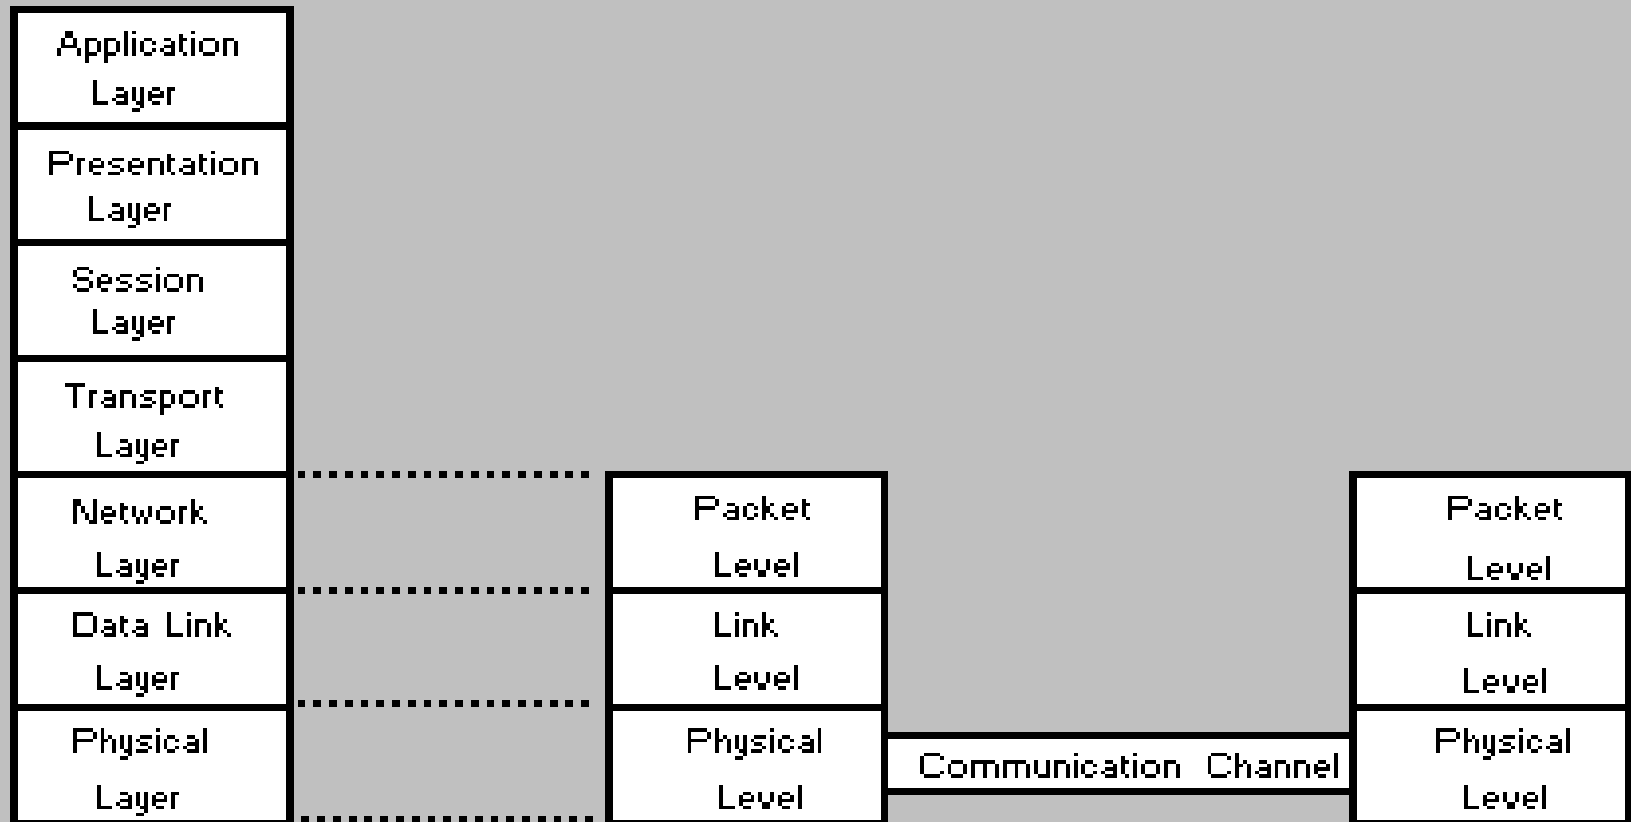 Application
Layer
Presentation
Layer
Session
Layer
Transport
Layer
Network
Layer
Data Link
Layer
Physical
Layer
Packet
Level
Link
Level
Physical
Level
Communication Channel
Packet
Level
Link
Level
Physical
Level